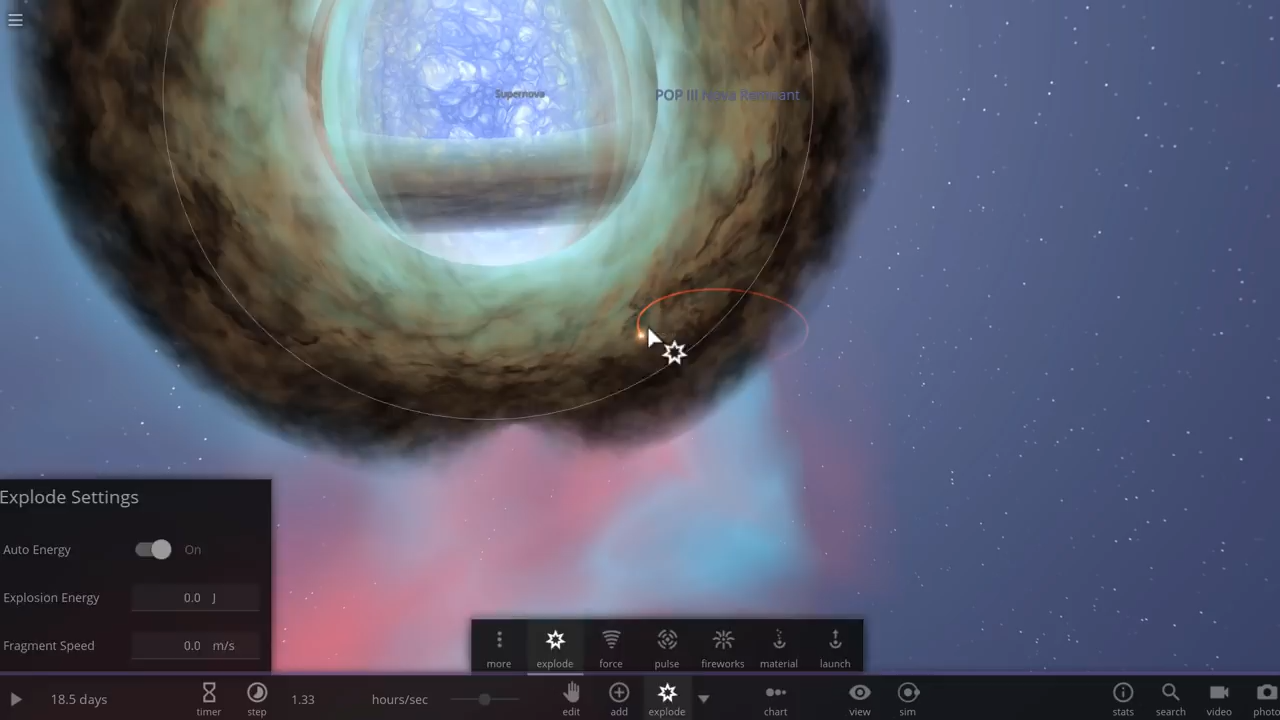 Supernova
POP III Nova Remnant
Explode Settings
Auto Energy On
Explosion Energy 0.0 J
Fragment Speed 0.0 m/s
more explode force pulse fireworks material launch
18.5 days timer step 1.33 hours/sec edit add explode chart view sim stats search video photo